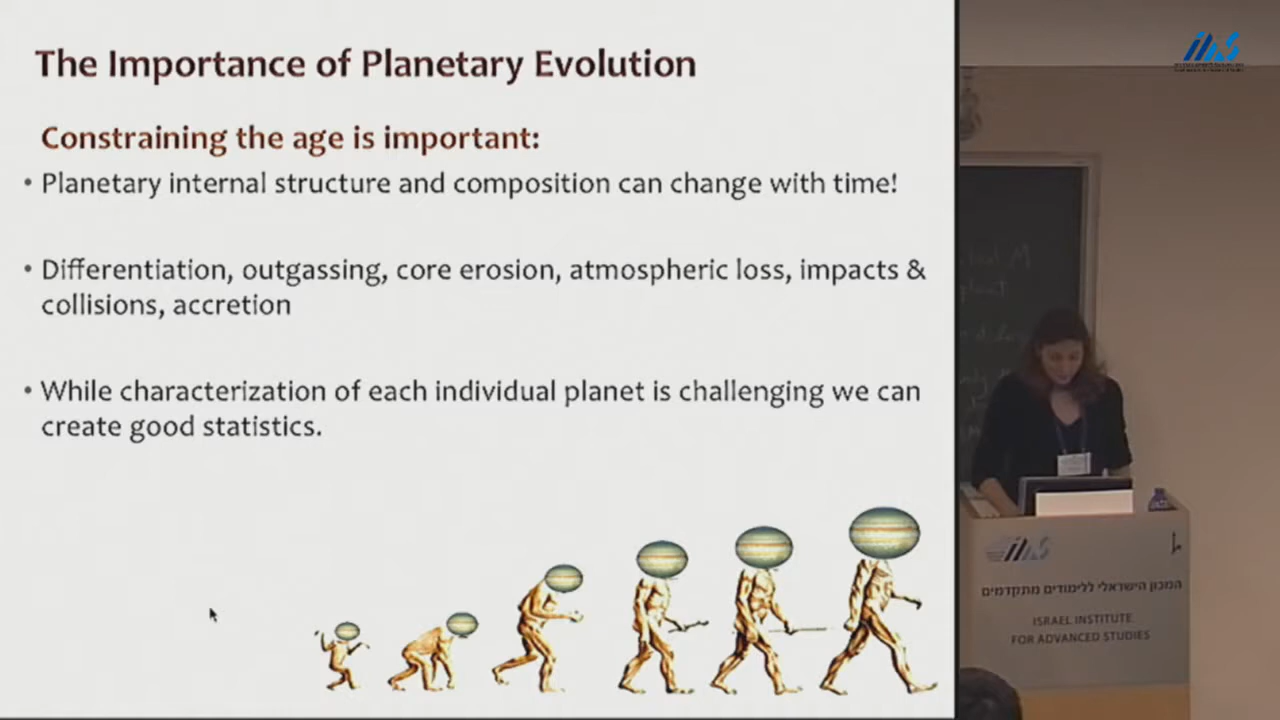 The Importance of Planetary Evolution
Constraining the age is important:
• Planetary internal structure and composition can change with time!
• Differentiation, outgassing, core erosion, atmospheric loss, impacts &
collisions, accretion
• While characterization of each individual planet is challenging we can
create good statistics.
המכון הישראלי ללימודים מתקדמים
ISRAEL INSTITUTE
FOR ADVANCED STUDIES